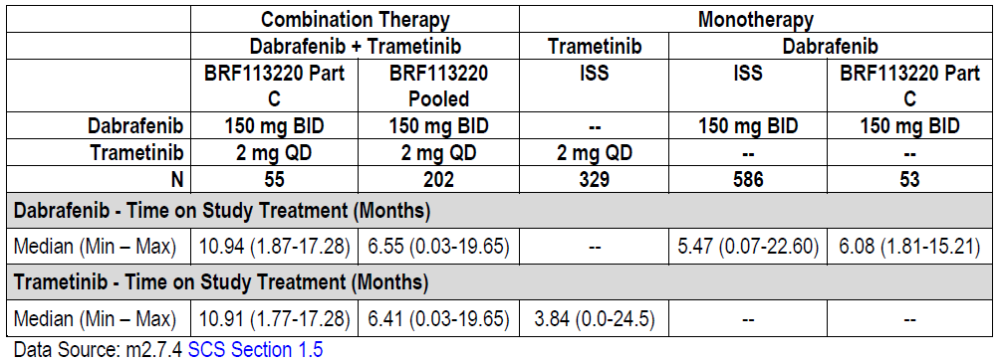 Combination Therapy Monotherapy
Dabrafenib + Trametinib Trametinib Dabrafenib
BRF113220 Part C BRF113220 Pooled ISS ISS BRF113220 Part C
Dabrafenib 150 mg BID 150 mg BID -- 150 mg BID 150 mg BID
Trametinib 2 mg QD 2 mg QD 2 mg QD -- --
N 55 202 329 586 53
Dabrafenib - Time on Study Treatment (Months)
Median (Min – Max) 10.94 (1.87-17.28) 6.55 (0.03-19.65) -- 5.47 (0.07-22.60) 6.08 (1.81-15.21)
Trametinib - Time on Study Treatment (Months)
Median (Min – Max) 10.91 (1.77-17.28) 6.41 (0.03-19.65) 3.84 (0.0-24.5) -- --
Data Source: m2.7.4 SCS Section 1.5